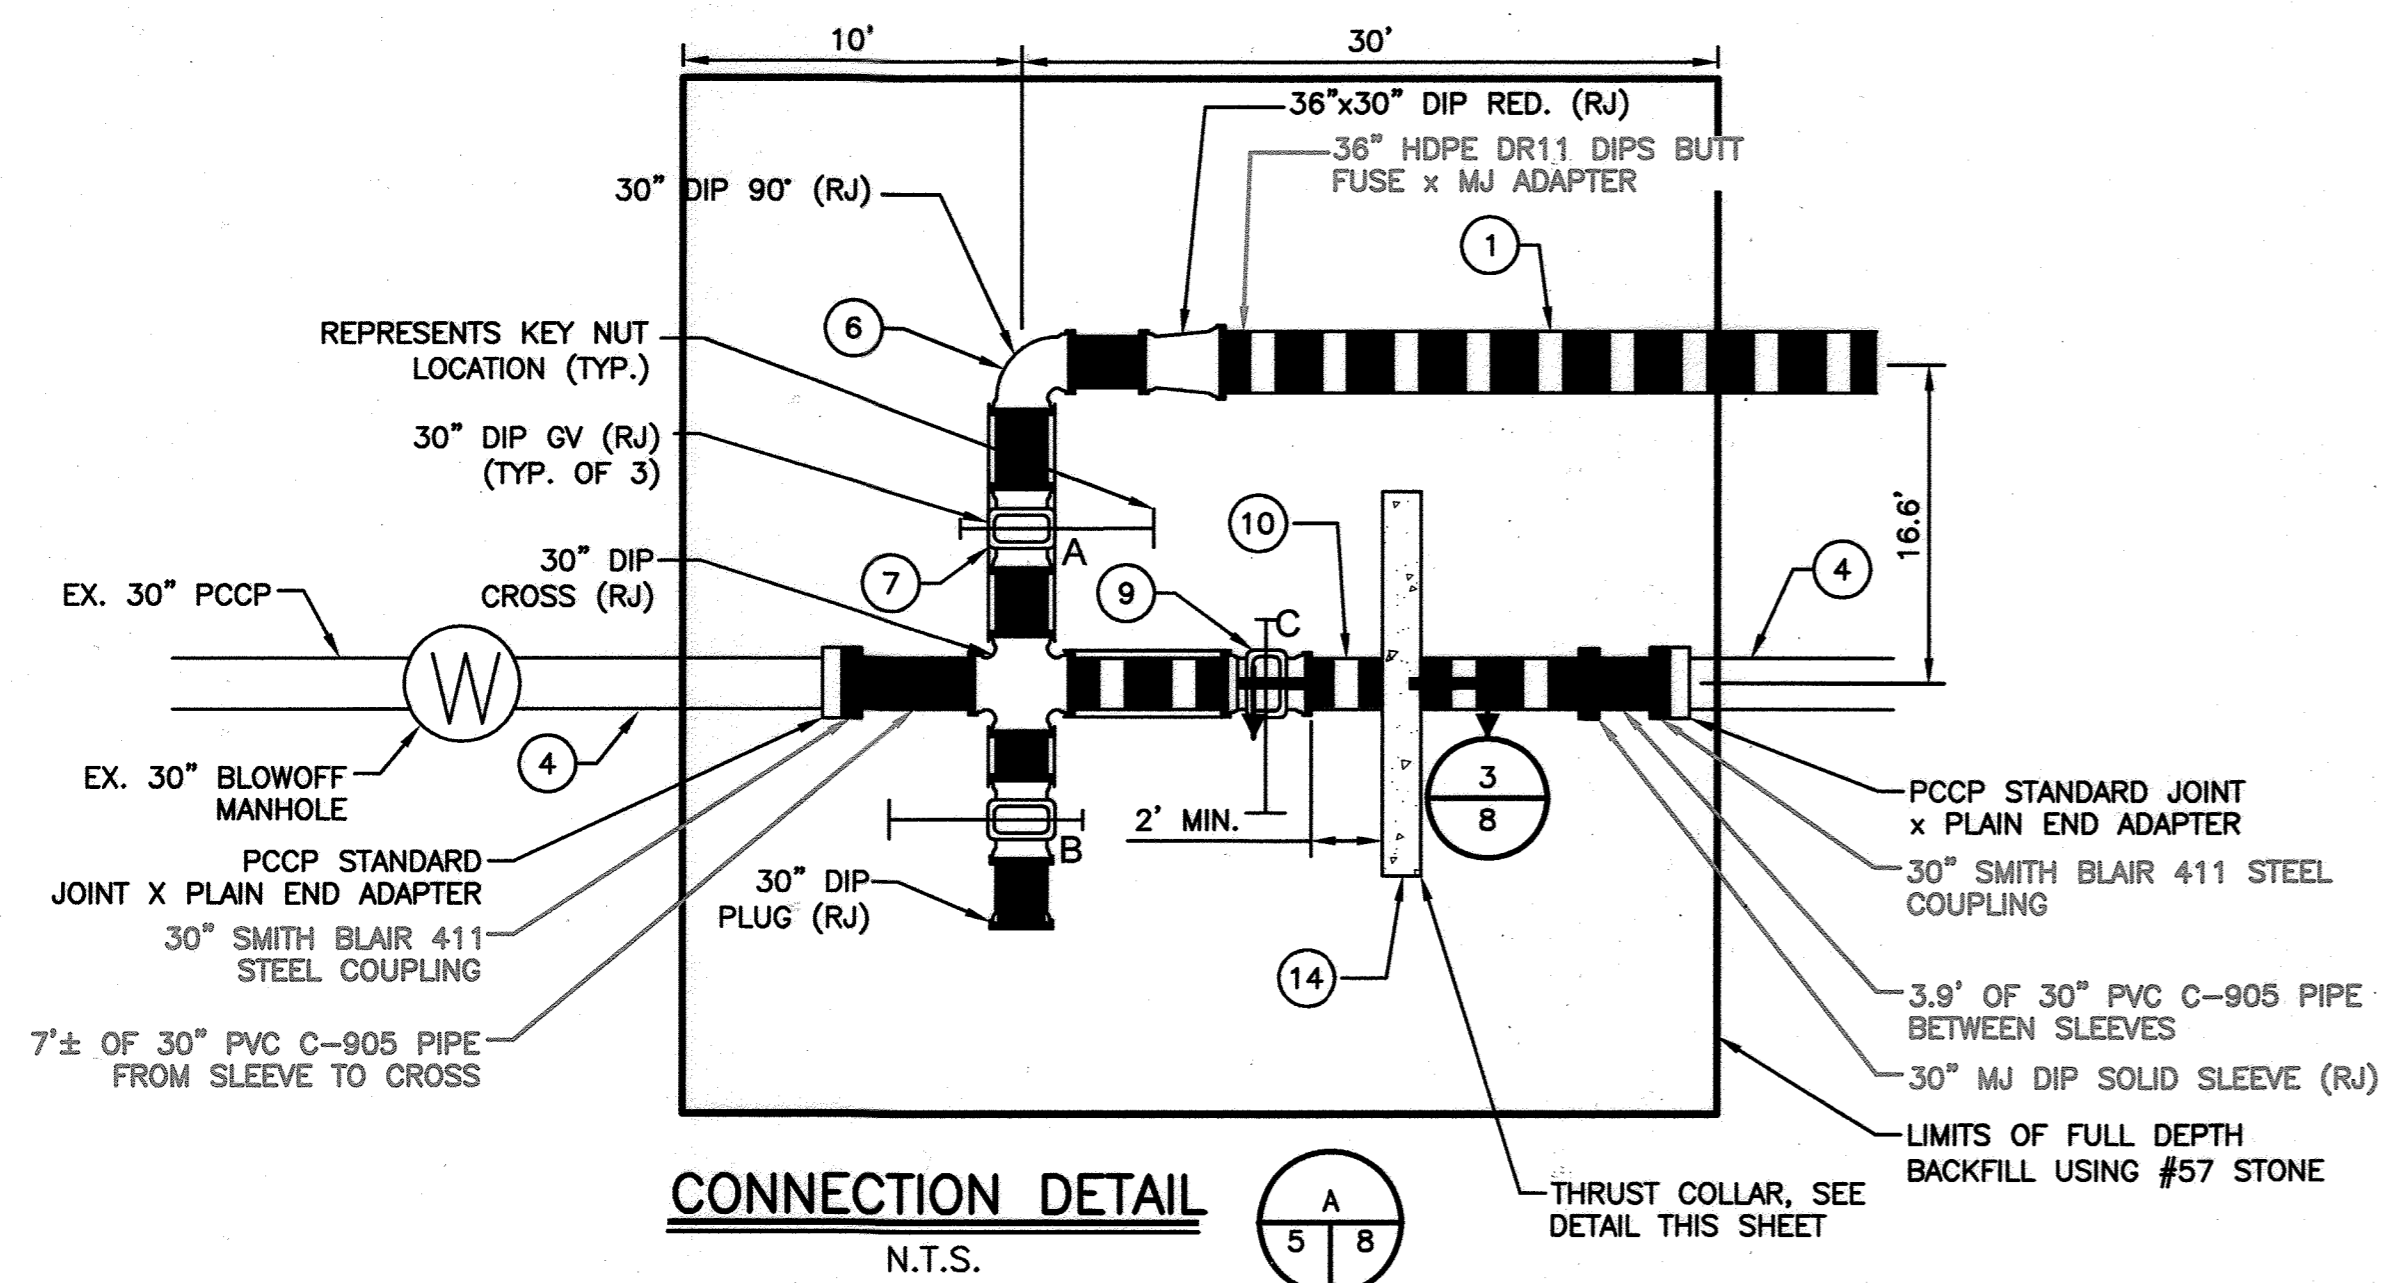 10'
30'
36"x30" DIP RED. (RJ)
36" HDPE DR11 DIPS BUTT
FUSE x MJ ADAPTER
30" DIP 90° (RJ)
1
6
REPRESENTS KEY NUT
LOCATION (TYP.)
30" DIP GV (RJ)
(TYP. OF 3)
10
16.6'
A
30" DIP
CROSS (RJ)
7
9
C
4
EX. 30" PCCP
W
4
EX. 30" BLOWOFF
MANHOLE
3
8
2' MIN.
B
PCCP STANDARD JOINT
x PLAIN END ADAPTER
PCCP STANDARD
JOINT X PLAIN END ADAPTER
30" DIP
PLUG (RJ)
30" SMITH BLAIR 411 STEEL
COUPLING
30" SMITH BLAIR 411
STEEL COUPLING
14
3.9' OF 30" PVC C-905 PIPE
BETWEEN SLEEVES
7'± OF 30" PVC C-905 PIPE
FROM SLEEVE TO CROSS
30" MJ DIP SOLID SLEEVE (RJ)
LIMITS OF FULL DEPTH
BACKFILL USING #57 STONE
THRUST COLLAR, SEE
DETAIL THIS SHEET
CONNECTION DETAIL
N.T.S.
A
5 8